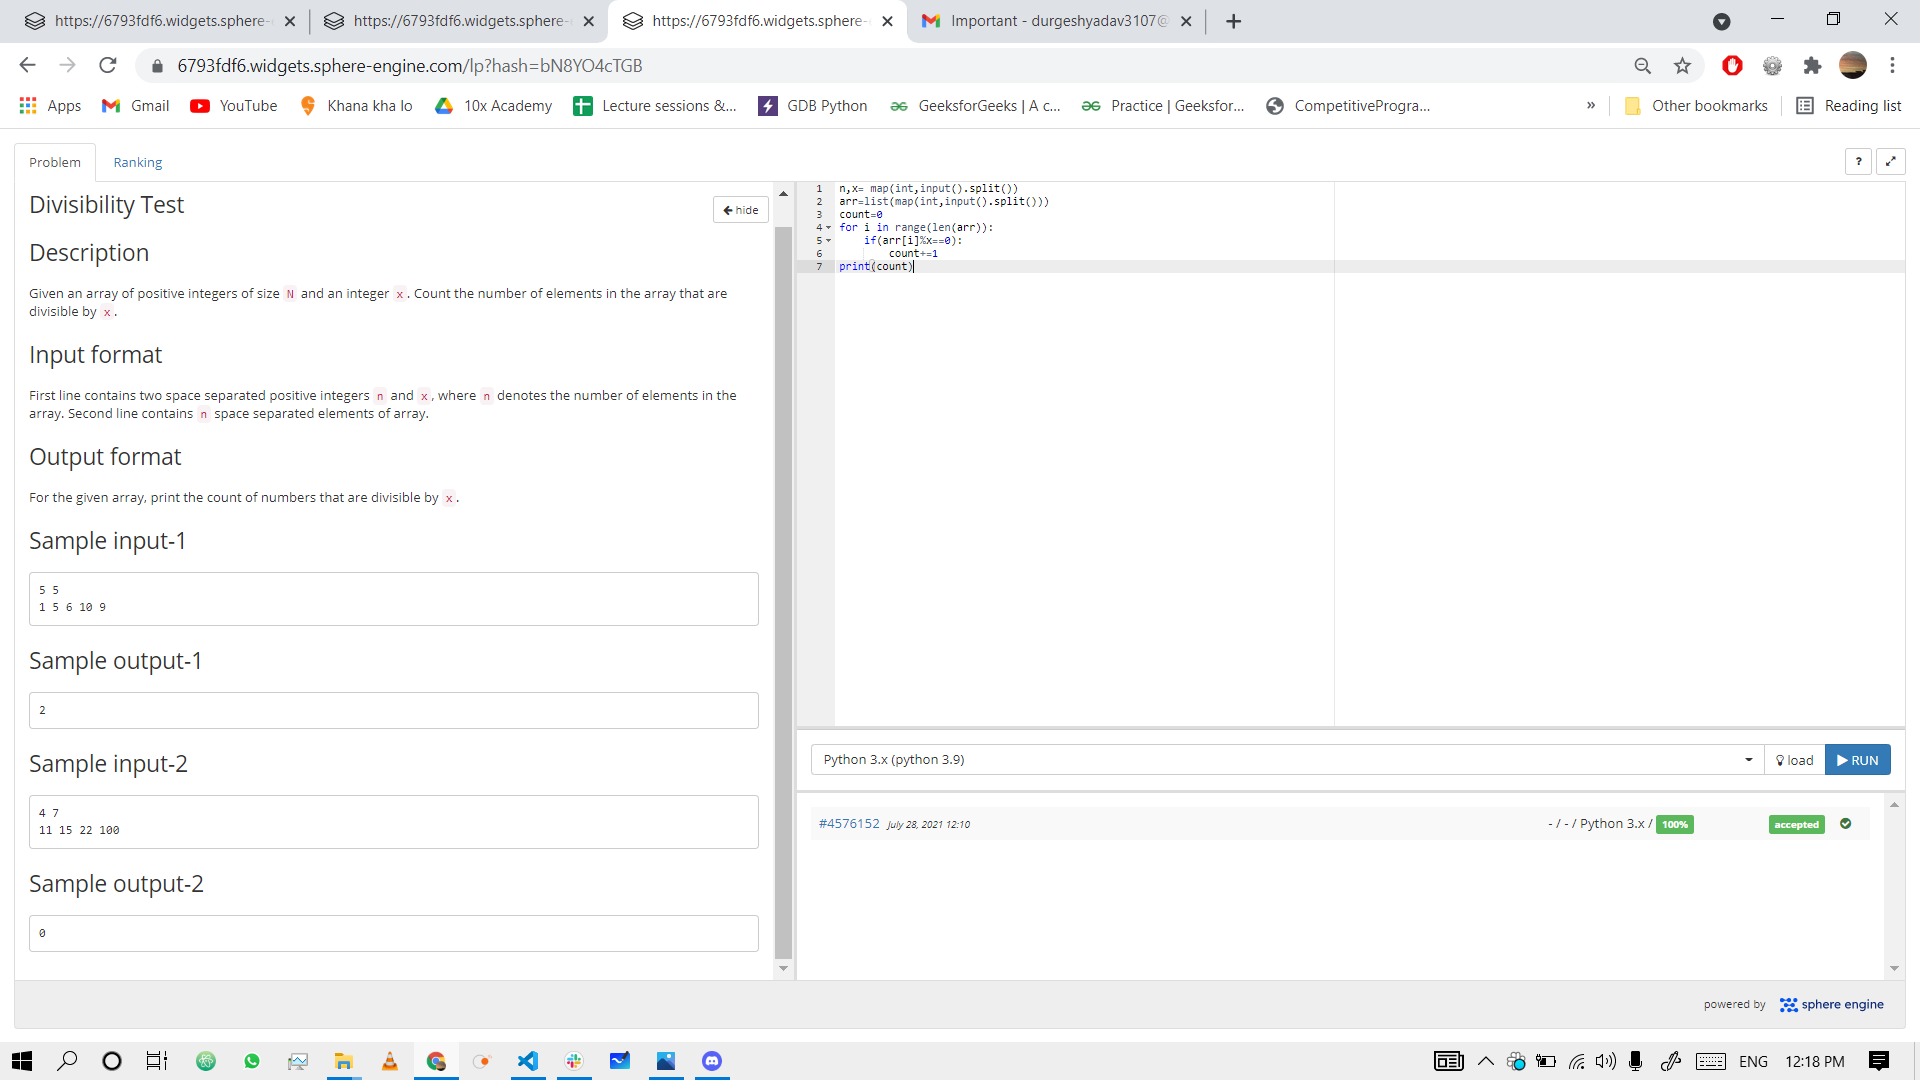 https://6793fdf6.widgets.sphere-
https://6793fdf6.widgets.sphere-
https://6793fdf6.widgets.sphere-
Important - durgeshyadav3107@
6793fdf6.widgets.sphere-engine.com/lp?hash=bN8YO4cTGB
Apps
Gmail
YouTube
Khana kha lo
10x Academy
Lecture sessions &...
GDB Python
GeeksforGeeks | A c...
Practice | Geeksfor...
CompetitiveProgra...
»
Other bookmarks
Reading list
Problem
Ranking
?
Divisibility Test
hide
Description
Given an array of positive integers of size N and an integer x. Count the number of elements in the array that are
divisible by x.
Input format
First line contains two space separated positive integers n and x, where n denotes the number of elements in the
array. Second line contains n space separated elements of array.
Output format
For the given array, print the count of numbers that are divisible by x.
Sample input-1
5 5
1 5 6 10 9
Sample output-1
2
Sample input-2
4 7
11 15 22 100
Sample output-2
0
1 n,x= map(int,input().split())
2 arr=list(map(int,input().split()))
3 count=0
4 for i in range(len(arr)):
5 if(arr[i]%x==0):
6 count+=1
7 print(count)
Python 3.x (python 3.9)
load
RUN
#4576152 July 28, 2021 12:10
- / - / Python 3.x / 100%
accepted
powered by sphere engine
ENG
12:18 PM